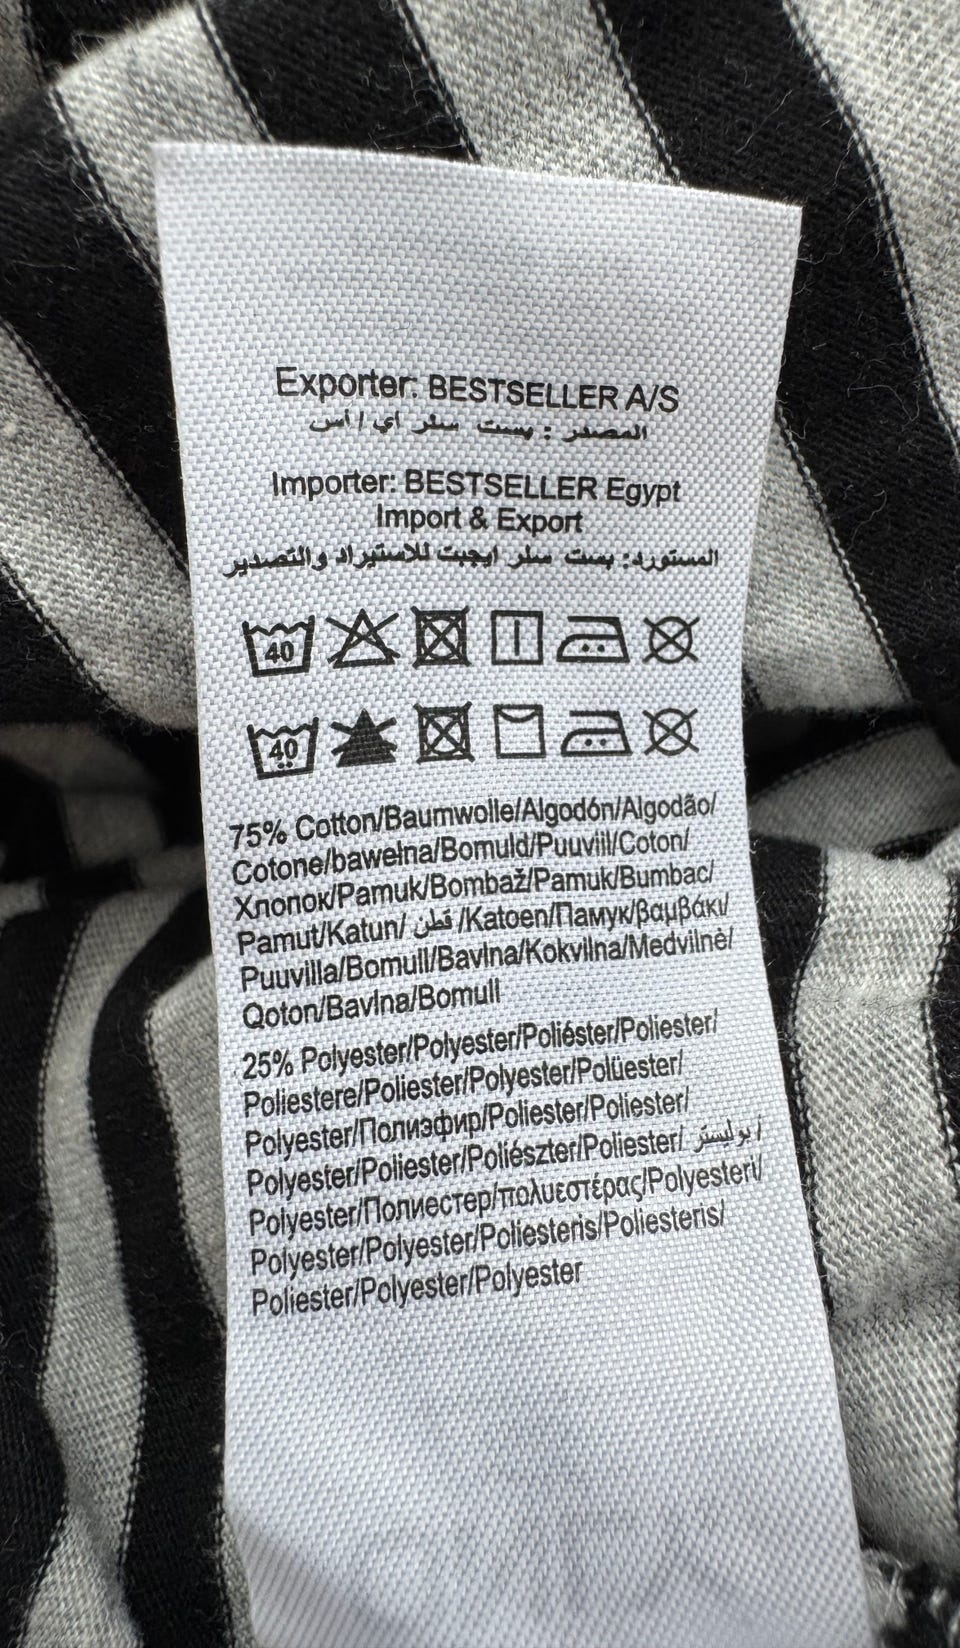 Exporter: BESTSELLER A/S
المصدر : بست سلر أي / أس
Importer: BESTSELLER Egypt
Import & Export
المستورد: بست سلر ايجبت للاستيراد والتصدير
40
40
75% Cotton/Baumwolle/Algodón/Algodão/
Cotone/bawełna/Bomuld/Puuvill/Coton/
Хлопок/Pamuk/Bombaž/Pamuk/Bumbac/
Pamut/Katun/ قطن /Katoen/Памук/βαμβάκι/
Puuvilla/Bomull/Bavlna/Kokvilna/Medvilnė/
Qoton/Bavlna/Bomull
25% Polyester/Polyester/Poliéster/Poliester/
Poliestere/Poliester/Polyester/Polüester/
Polyester/Полиэфир/Poliester/Poliester/
Polyester/Poliester/Poliészter/Poliester/ بوليستر /
Polyester/Полиестер/πολυεστέρας/Polyesteri/
Polyester/Polyester/Poliesteris/Poliesteris/
Poliester/Polyester/Polyester